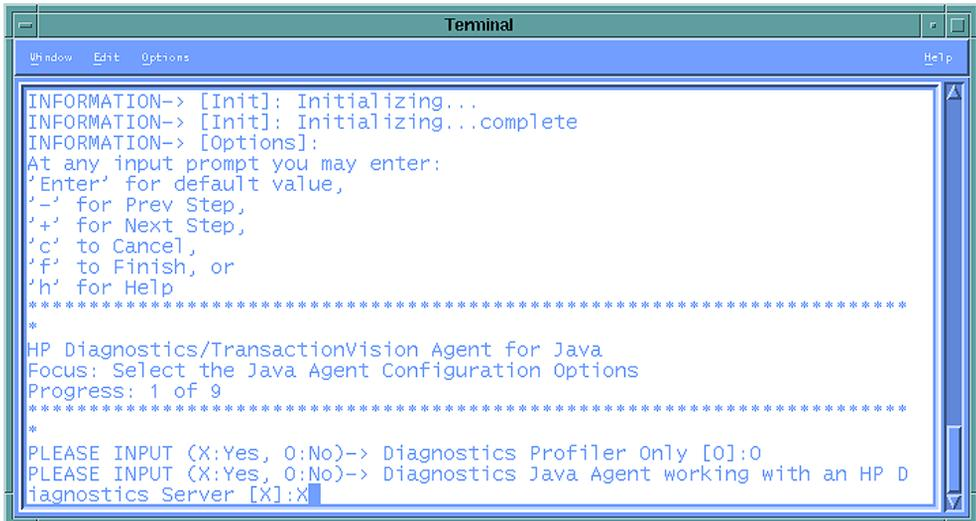 Terminal
Window Edit Options Help
INFORMATION-> [Init]: Initializing...
INFORMATION-> [Init]: Initializing...complete
INFORMATION-> [Options]:
At any input prompt you may enter:
'Enter' for default value,
'-' for Prev Step,
'+' for Next Step,
'c' to Cancel,
'f' to Finish, or
'h' for Help
***********************************************************************
*
HP Diagnostics/TransactionVision Agent for Java
Focus: Select the Java Agent Configuration Options
Progress: 1 of 9
***********************************************************************
*
PLEASE INPUT (X:Yes, O:No)-> Diagnostics Profiler Only [O]:O
PLEASE INPUT (X:Yes, O:No)-> Diagnostics Java Agent working with an HP D
iagnostics Server [X]:X